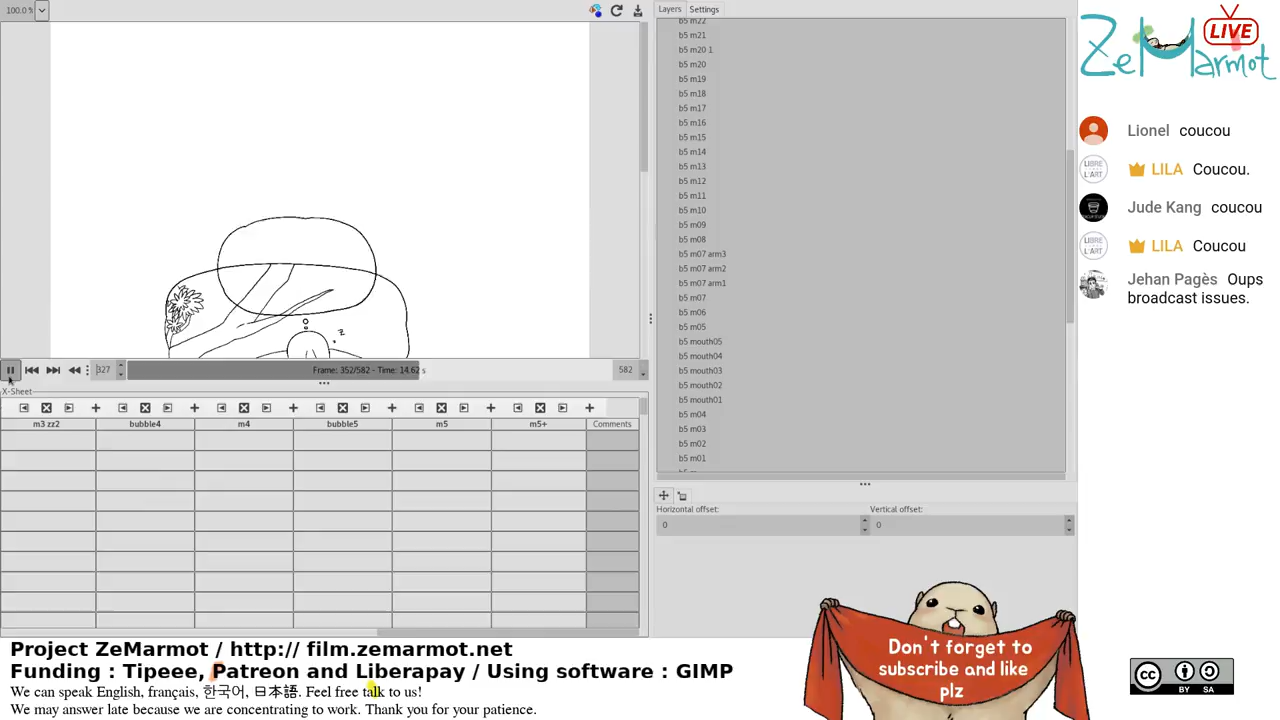 100.0 %
Layers Settings
b5 m22
b5 m21
b5 m20 1
b5 m20
b5 m19
b5 m18
b5 m17
b5 m16
b5 m15
b5 m14
b5 m13
b5 m12
b5 m11
b5 m10
b5 m09
b5 m08
b5 m07 arm3
b5 m07 arm2
b5 m07 arm1
b5 m07
b5 m06
b5 m05
b5 mouth05
b5 mouth04
b5 mouth03
b5 mouth02
b5 mouth01
b5 m04
b5 m03
b5 m02
b5 m01
Horizontal offset: Vertical offset:
0 0
z
327 Frame: 352/582 - Time: 14.62 s 582
X-Sheet
m3 zz2 bubble4 m4 bubble5 m5 m5+ Comments
ZeMarmot LIVE
Lionel coucou
LIBRE L'ART LILA Coucou.
Jude Kang coucou
LIBRE L'ART LILA Coucou
Jehan Pagès Oups
broadcast issues.
Project ZeMarmot / http:// film.zemarmot.net
Funding : Tipeee, Patreon and Liberapay / Using software : GIMP
We can speak English, français, 한국어, 日本語. Feel free talk to us!
We may answer late because we are concentrating to work. Thank you for your patience.
Don't forget to
subscribe and like
plz
cc BY SA